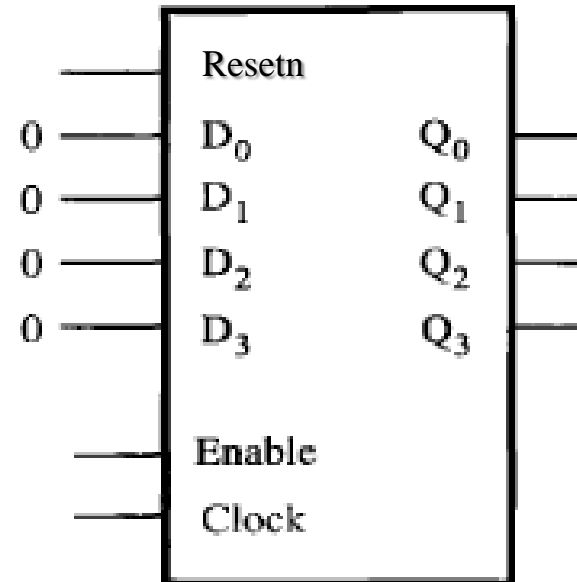 Resetn
0 D0 Q0
0 D1 Q1
0 D2 Q2
0 D3 Q3
Enable
Clock